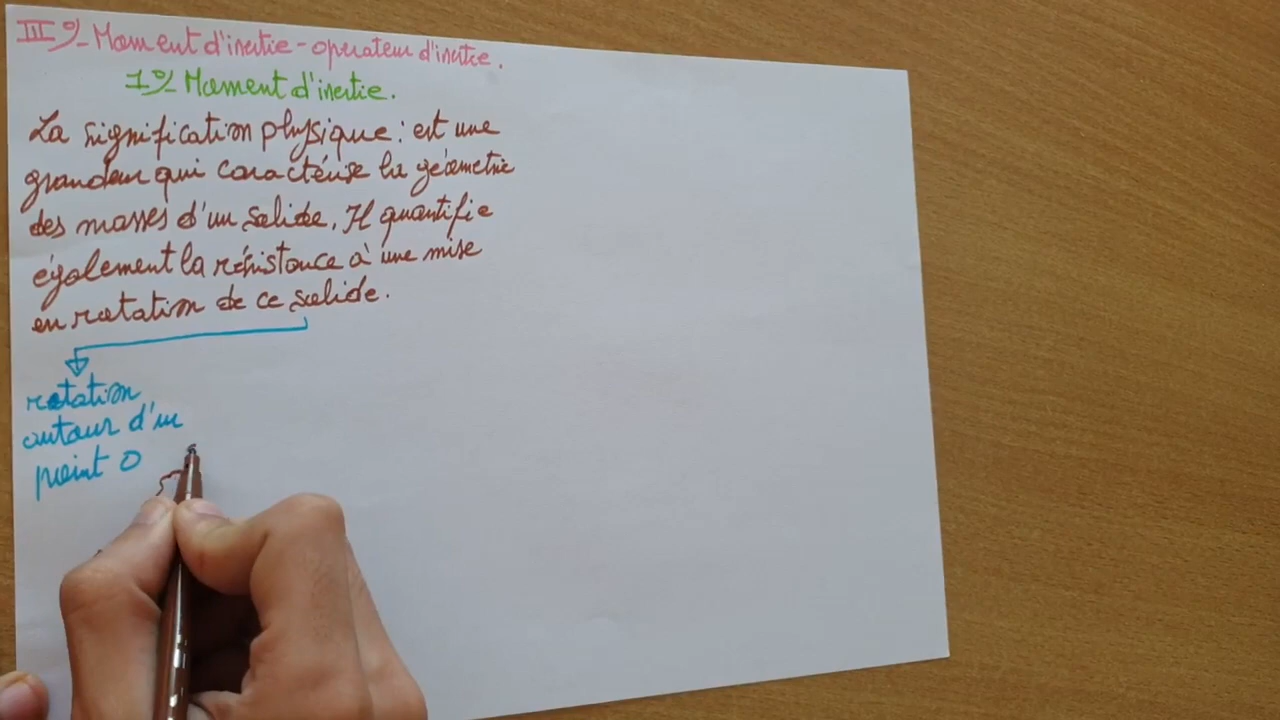 III°/- Moment d'inertie - operateur d'inertie.
1°/- Moment d'inertie.
La signification physique : est une
grandeur qui caractérise la géometrie
des masses d'un solide, Il quantifie
également la résistance à une mise
en rotation de ce solide.
rotation
autour d'un
point O